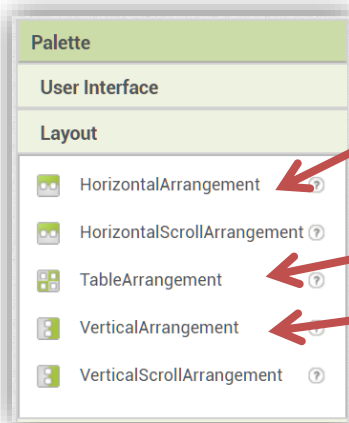 Palette
User Interface
Layout
HorizontalArrangement ?
HorizontalScrollArrangement ?
TableArrangement ?
VerticalArrangement ?
VerticalScrollArrangement ?